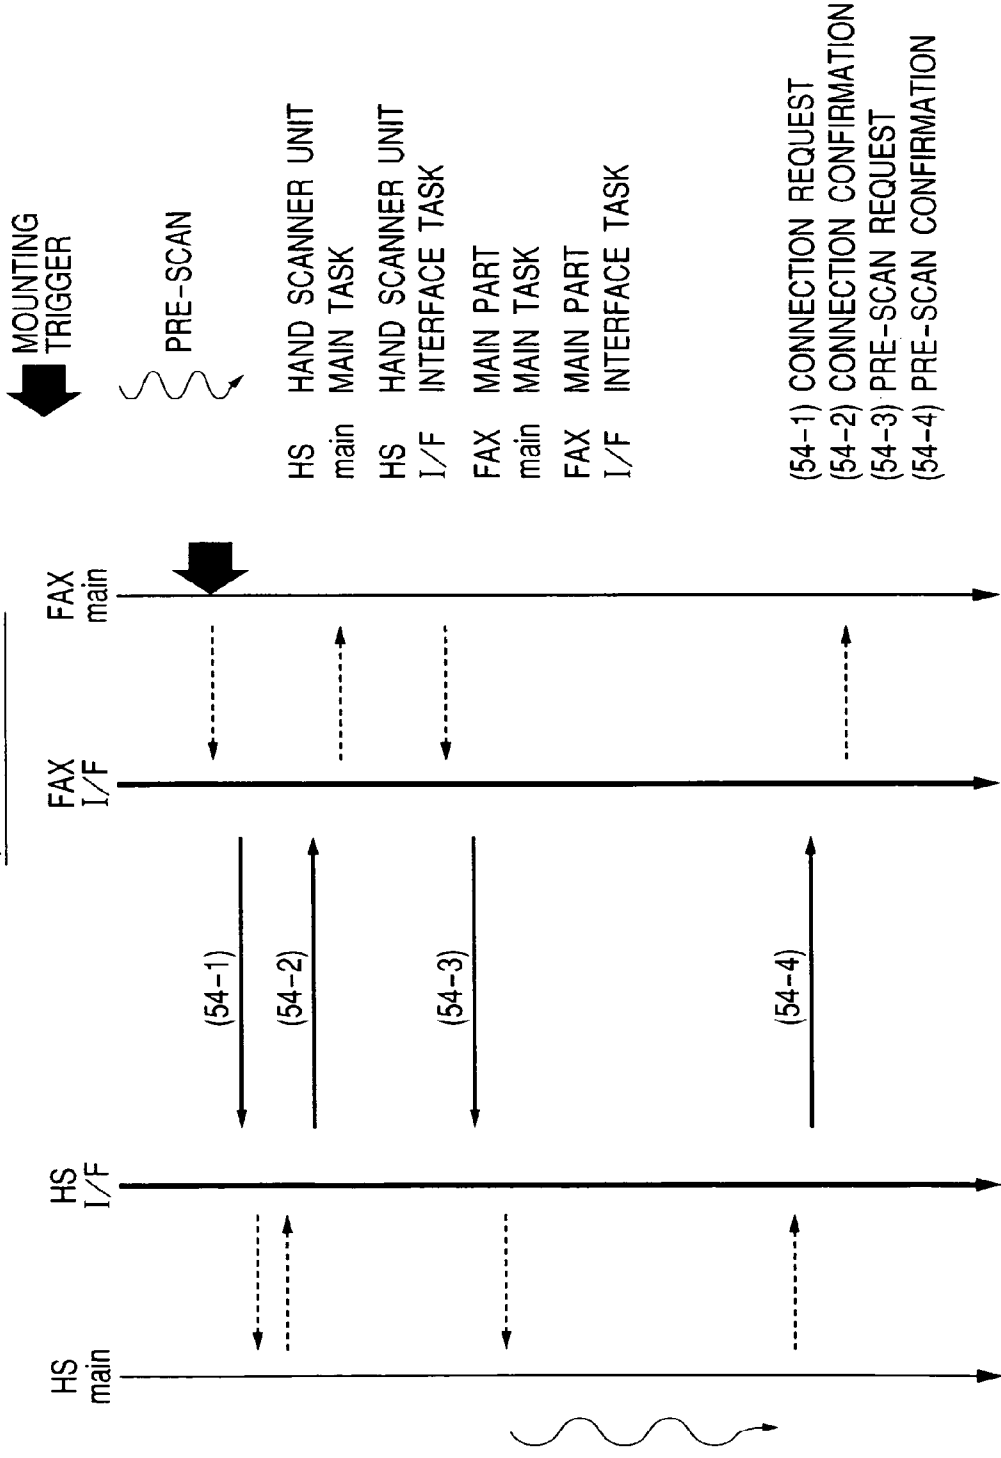 HS
main
HS
I/F
FAX
I/F
FAX
main
(54-1)
(54-2)
(54-3)
(54-4)
MOUNTING
TRIGGER
PRE-SCAN
HS HAND SCANNER UNIT
main MAIN TASK
HS HAND SCANNER UNIT
I/F INTERFACE TASK
FAX MAIN PART
main MAIN TASK
FAX MAIN PART
I/F INTERFACE TASK
(54-1) CONNECTION REQUEST
(54-2) CONNECTION CONFIRMATION
(54-3) PRE-SCAN REQUEST
(54-4) PRE-SCAN CONFIRMATION